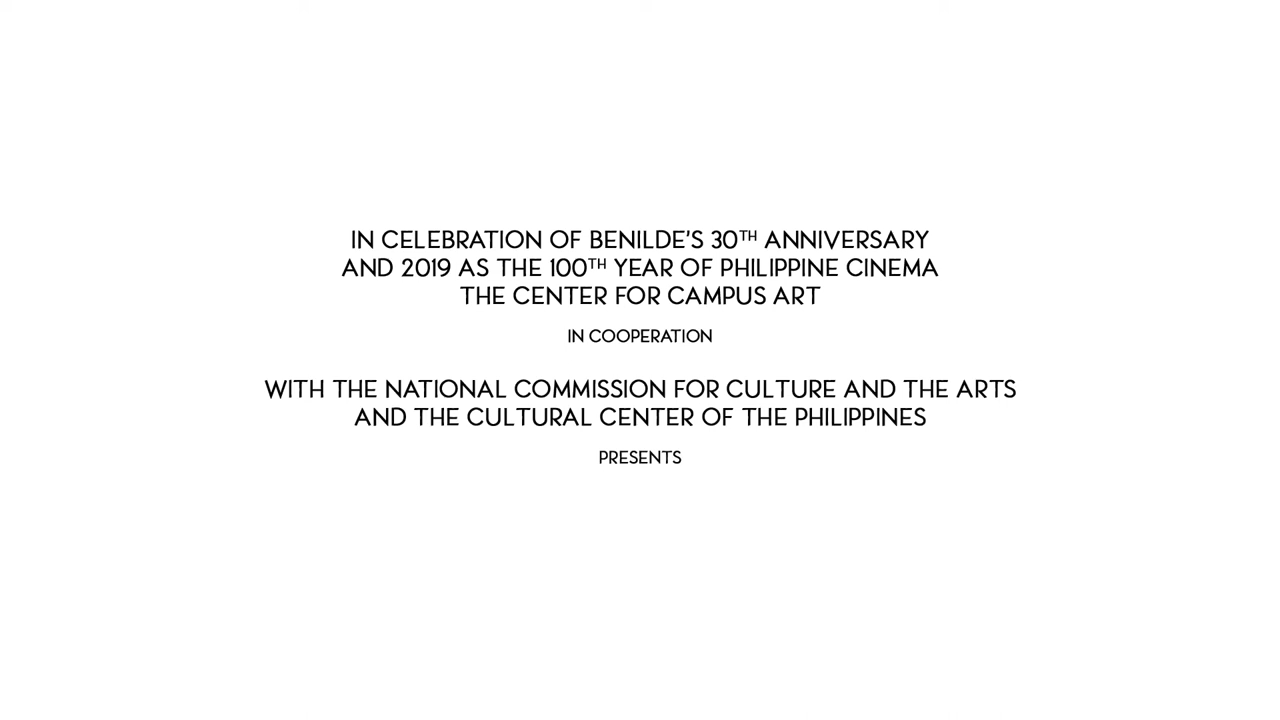 IN CELEBRATION OF BENILDE'S 30TH ANNIVERSARY
AND 2019 AS THE 100TH YEAR OF PHILIPPINE CINEMA
THE CENTER FOR CAMPUS ART
IN COOPERATION
WITH THE NATIONAL COMMISSION FOR CULTURE AND THE ARTS
AND THE CULTURAL CENTER OF THE PHILIPPINES
PRESENTS